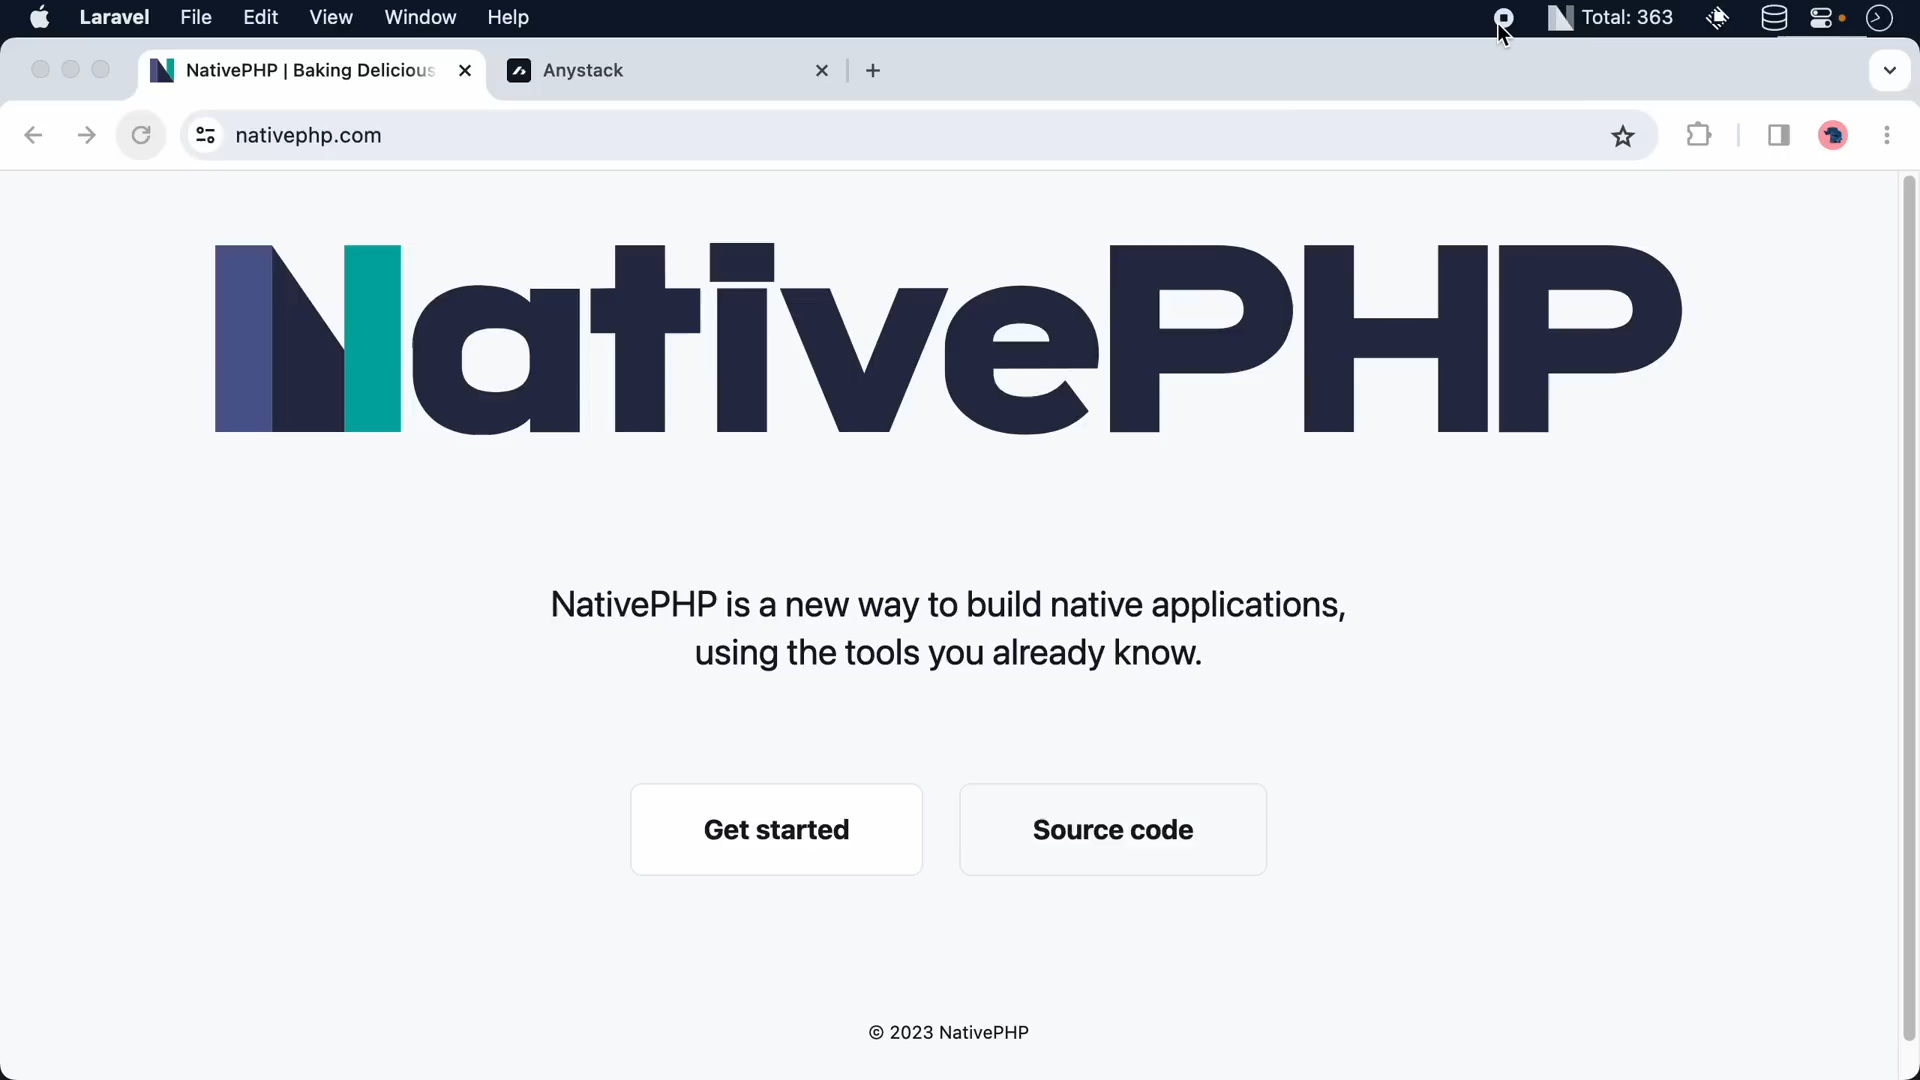 Laravel File Edit View Window Help Total: 363
NativePHP | Baking Delicious Anystack
nativephp.com
NativePHP
NativePHP is a new way to build native applications,
using the tools you already know.
Get started Source code
© 2023 NativePHP